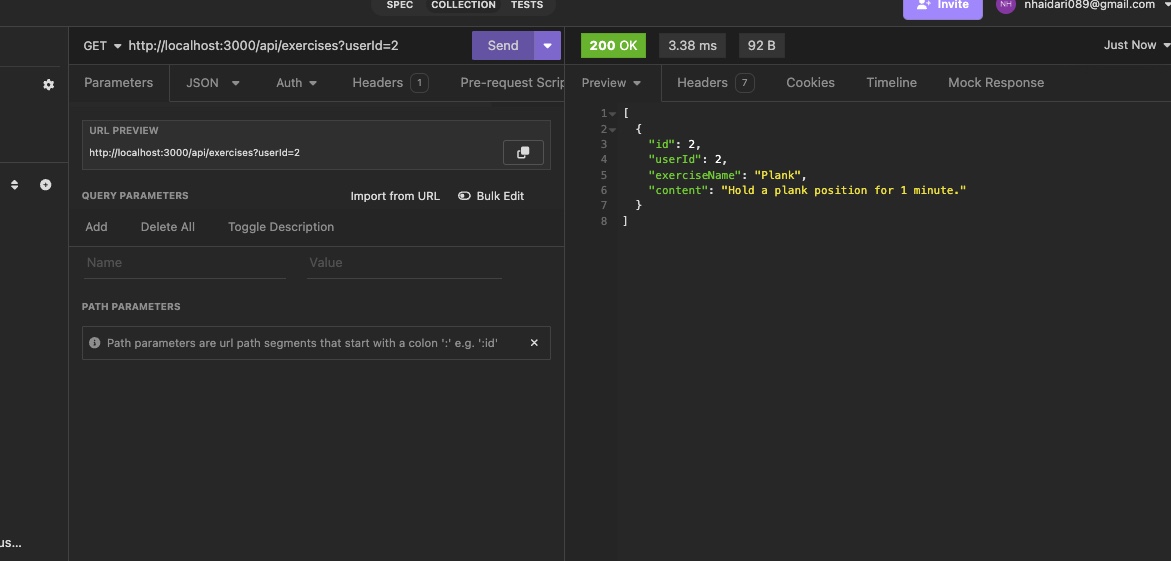 SPEC COLLECTION TESTS
Invite NH nhaidari089@gmail.com
GET http://localhost:3000/api/exercises?userId=2 Send
200 OK 3.38 ms 92 B Just Now
Parameters JSON Auth Headers 1 Pre-request Scrip
Preview Headers 7 Cookies Timeline Mock Response
URL PREVIEW
http://localhost:3000/api/exercises?userId=2
QUERY PARAMETERS Import from URL Bulk Edit
Add Delete All Toggle Description
Name Value
PATH PARAMETERS
Path parameters are url path segments that start with a colon ':' e.g. ':id'
us...
1 [
2 {
3 "id": 2,
4 "userId": 2,
5 "exerciseName": "Plank",
6 "content": "Hold a plank position for 1 minute."
7 }
8 ]